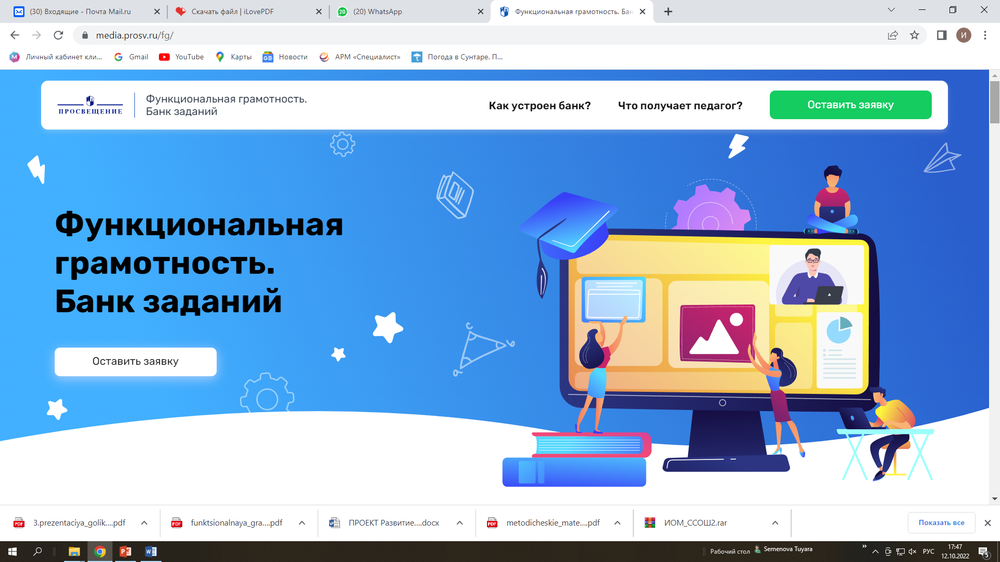 (30) Входящие - Почта Mail.ru
Скачать файл | iLovePDF
20
(20) WhatsApp
Функциональная грамотность. Бан
media.prosv.ru/fg/
И
Личный кабинет кли...
Gmail
YouTube
Карты
Новости
АРМ «Специалист»
Погода в Сунтаре. П...
ПРОСВЕЩЕНИЕ
Функциональная грамотность.
Банк заданий
Как устроен банк?
Что получает педагог?
Оставить заявку
Функциональная
грамотность.
Банк заданий
Оставить заявку
c
b
a
3.prezentaciya_golik....pdf
funktsionalnaya_gra....pdf
ПРОЕКТ Развитие....docx
metodicheskie_mate....pdf
ИОМ_ССОШ2.rar
Показать все
Рабочий стол
Semenova Tuyara
РУС
17:47
12.10.2022
5